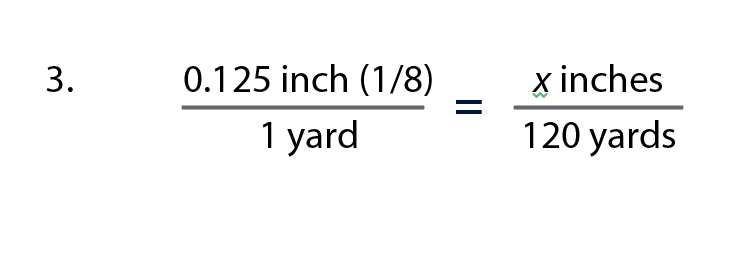 3. 0.125 inch (1/8) = x inches
1 yard 120 yards